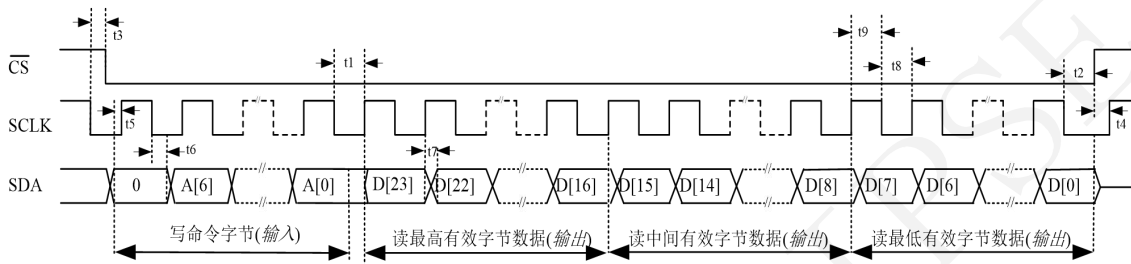 t3 t1 t9 t8 t2
CS
SCLK t5 t6 t7 t4
SDA 0 A[6] A[0] D[23] D[22] D[16] D[15] D[14] D[8] D[7] D[6] D[0]
写命令字节(输入) 读最高有效字节数据(输出) 读中间有效字节数据(输出) 读最低有效字节数据(输出)